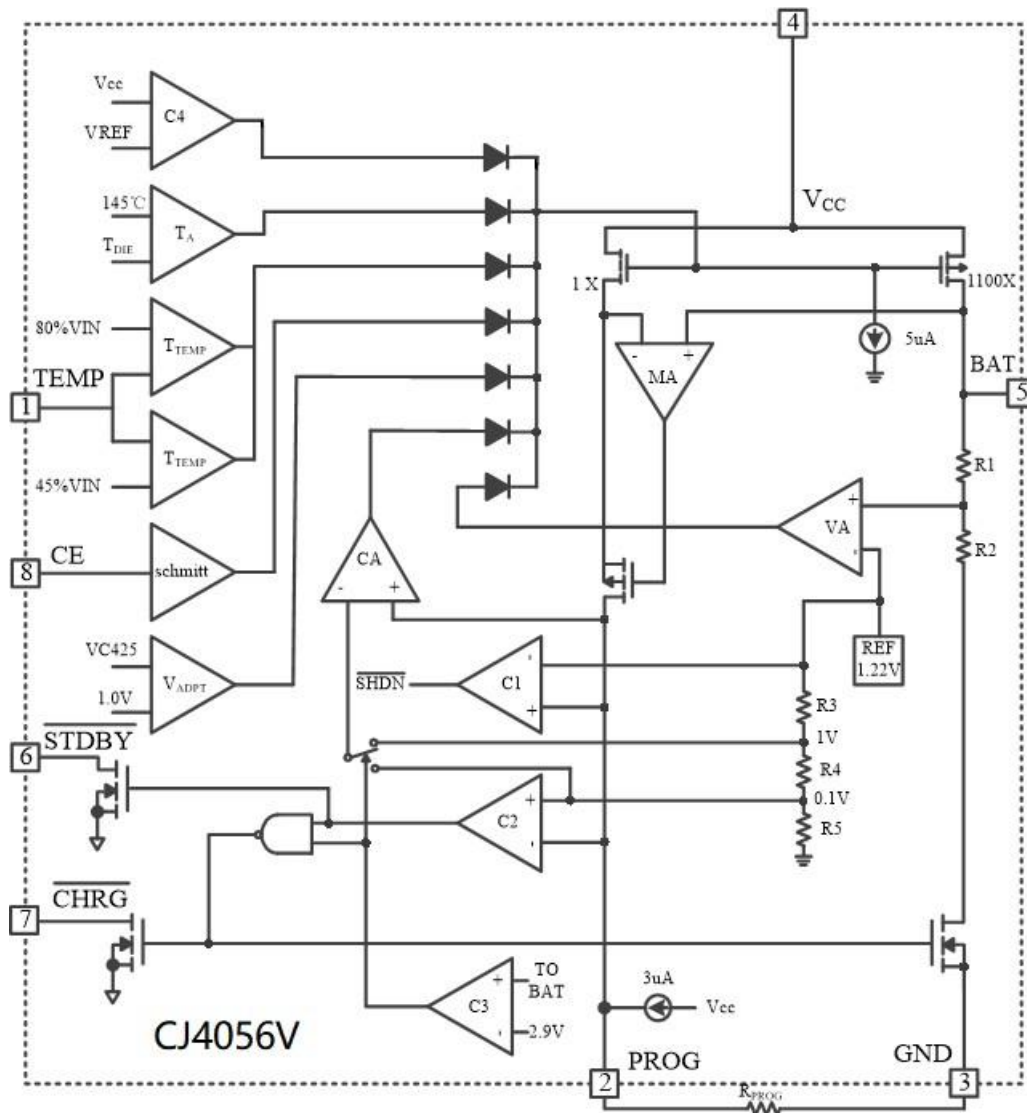 4
Vcc
C4
VREF
145℃
TA
TDIE
VCC
1 X
1100X
80%VIN
TTEMP
TEMP
1
TTEMP
45%VIN
- +
MA
5uA
BAT
5
R1
+
VA
-
R2
CE
8
schmitt
CA
- +
REF
1.22V
VC425
VADPT
1.0V
SHDN
-
C1
+
R3
1V
R4
0.1V
R5
STDBY
6
+
C2
-
CHRG
7
+
C3
-
TO
BAT
2.9V
3uA
Vcc
CJ4056V
PROG
GND
2
3
RPROG